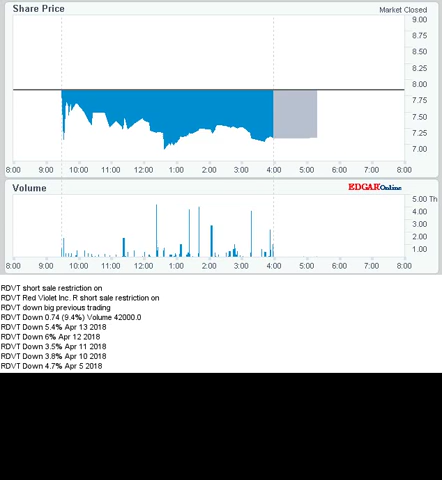 Share Price
Market Closed
9.00
8.75
8.50
8.25
8.00
7.75
7.50
7.25
7.00
8:00 9:00 10:00 11:00 12:00 1:00 2:00 3:00 4:00 5:00 6:00 7:00 8:00
Volume
EDGAROnline
5.00 Th
4.00
3.00
2.00
1.00
8:00 9:00 10:00 11:00 12:00 1:00 2:00 3:00 4:00 5:00 6:00 7:00 8:00
RDVT short sale restriction on
RDVT Red Violet Inc. R short sale restriction on
RDVT down big previous trading
RDVT Down 0.74 (9.4%) Volume 42000.0
RDVT Down 5.4% Apr 13 2018
RDVT Down 6% Apr 12 2018
RDVT Down 3.5% Apr 11 2018
RDVT Down 3.8% Apr 10 2018
RDVT Down 4.7% Apr 5 2018